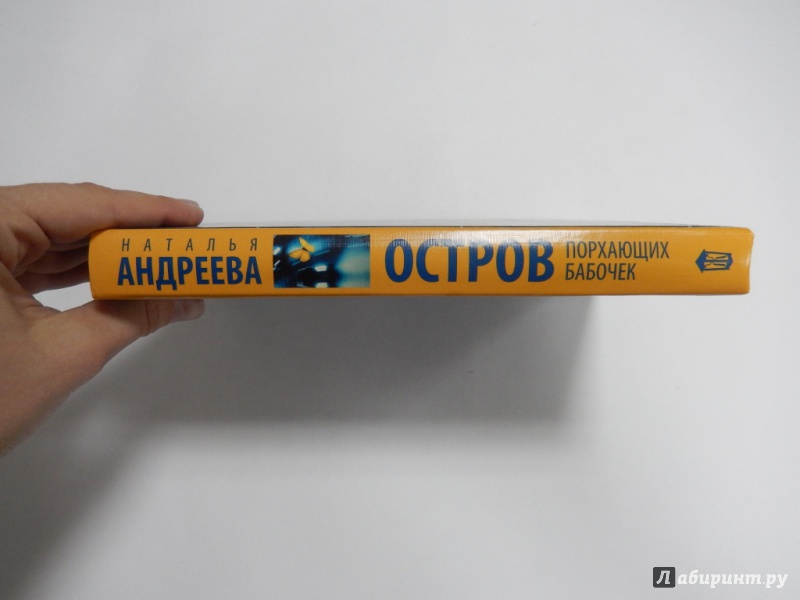 НАТАЛЬЯ
АНДРЕЕВА
ОСТРОВ
ПОРХАЮЩИХ
БАБОЧЕК
Лабиринт.ру